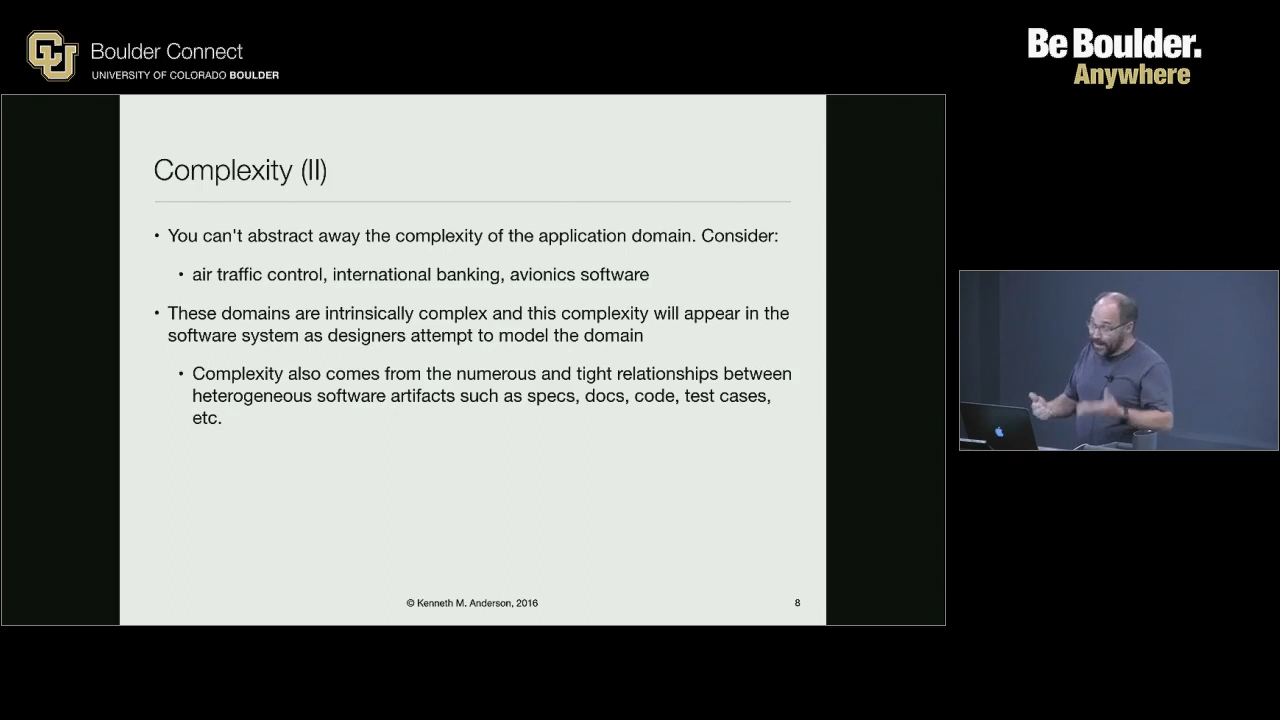 Boulder Connect
UNIVERSITY OF COLORADO BOULDER
Be Boulder.
Anywhere
Complexity (II)
• You can't abstract away the complexity of the application domain. Consider:
• air traffic control, international banking, avionics software
• These domains are intrinsically complex and this complexity will appear in the
software system as designers attempt to model the domain
• Complexity also comes from the numerous and tight relationships between
heterogeneous software artifacts such as specs, docs, code, test cases,
etc.
© Kenneth M. Anderson, 2016
8